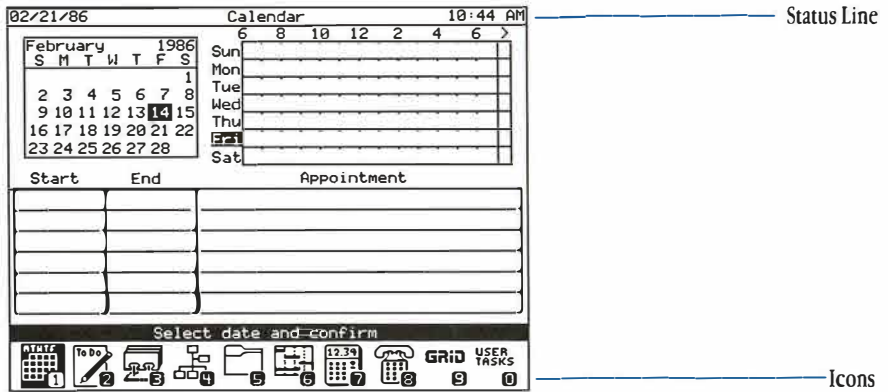 02/21/86 Calendar 10:44 AM
Status Line
February 1986
S M T W T F S
1
2 3 4 5 6 7 8
9 10 11 12 13 14 15
16 17 18 19 20 21 22
23 24 25 26 27 28
6 8 10 12 2 4 6 >
Sun
Mon
Tue
Wed
Thu
Fri
Sat
Start End Appointment
Select date and confirm
MTWTF 1
To Do 2
3
4
5
6
12.39 7
8
GRiD 9
USER TASKS 0
Icons